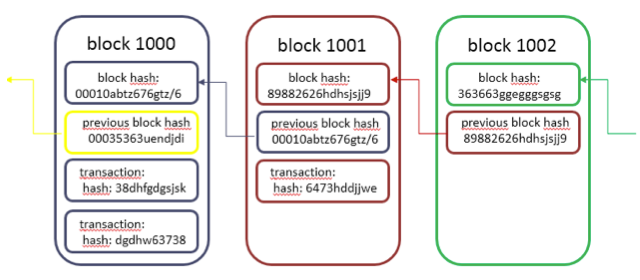 block 1000
block hash:
00010abtz676gtz/6
previous block hash
00035363uendjdi
transaction:
hash: 38dhfgdgsjsk
transaction:
hash: dgdhw63738
block 1001
block hash:
89882626hdhsjsjj9
previous block hash
00010abtz676gtz/6
transaction:
hash: 6473hddjjwe
block 1002
block hash:
363663ggegggsgsg
previous block hash
89882626hdhsjsjj9